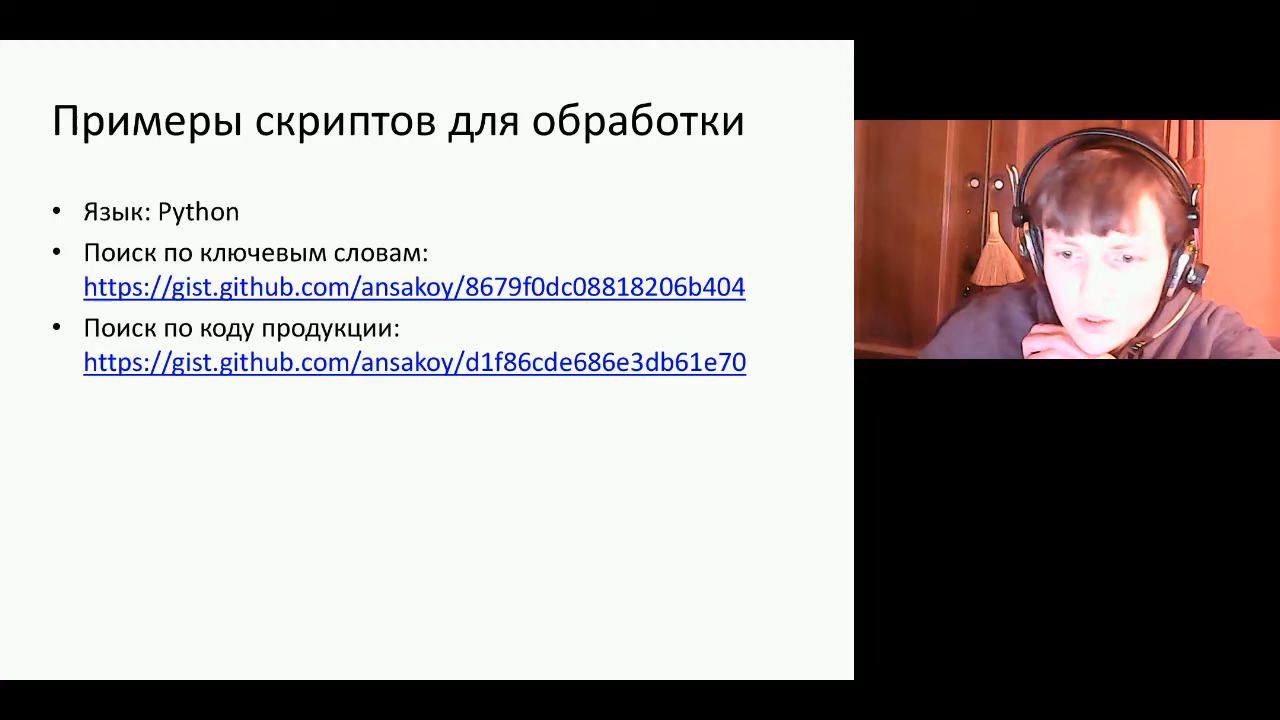 Примеры скриптов для обработки
• Язык: Python
• Поиск по ключевым словам:
https://gist.github.com/ansakoy/8679f0dc08818206b404
• Поиск по коду продукции:
https://gist.github.com/ansakoy/d1f86cde686e3db61e70